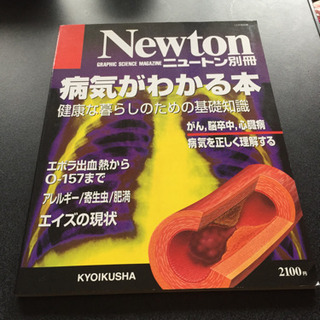 Newton
GRAPHIC SCIENCE MAGAZINE ニュートン別冊
病気がわかる本
健康な暮らしのための基礎知識
がん,脳卒中,心臓病
病気を正しく理解する
エボラ出血熱から
O-157まで
アレルギー/寄生虫/肥満
エイズの現状
KYOIKUSHA
2100円